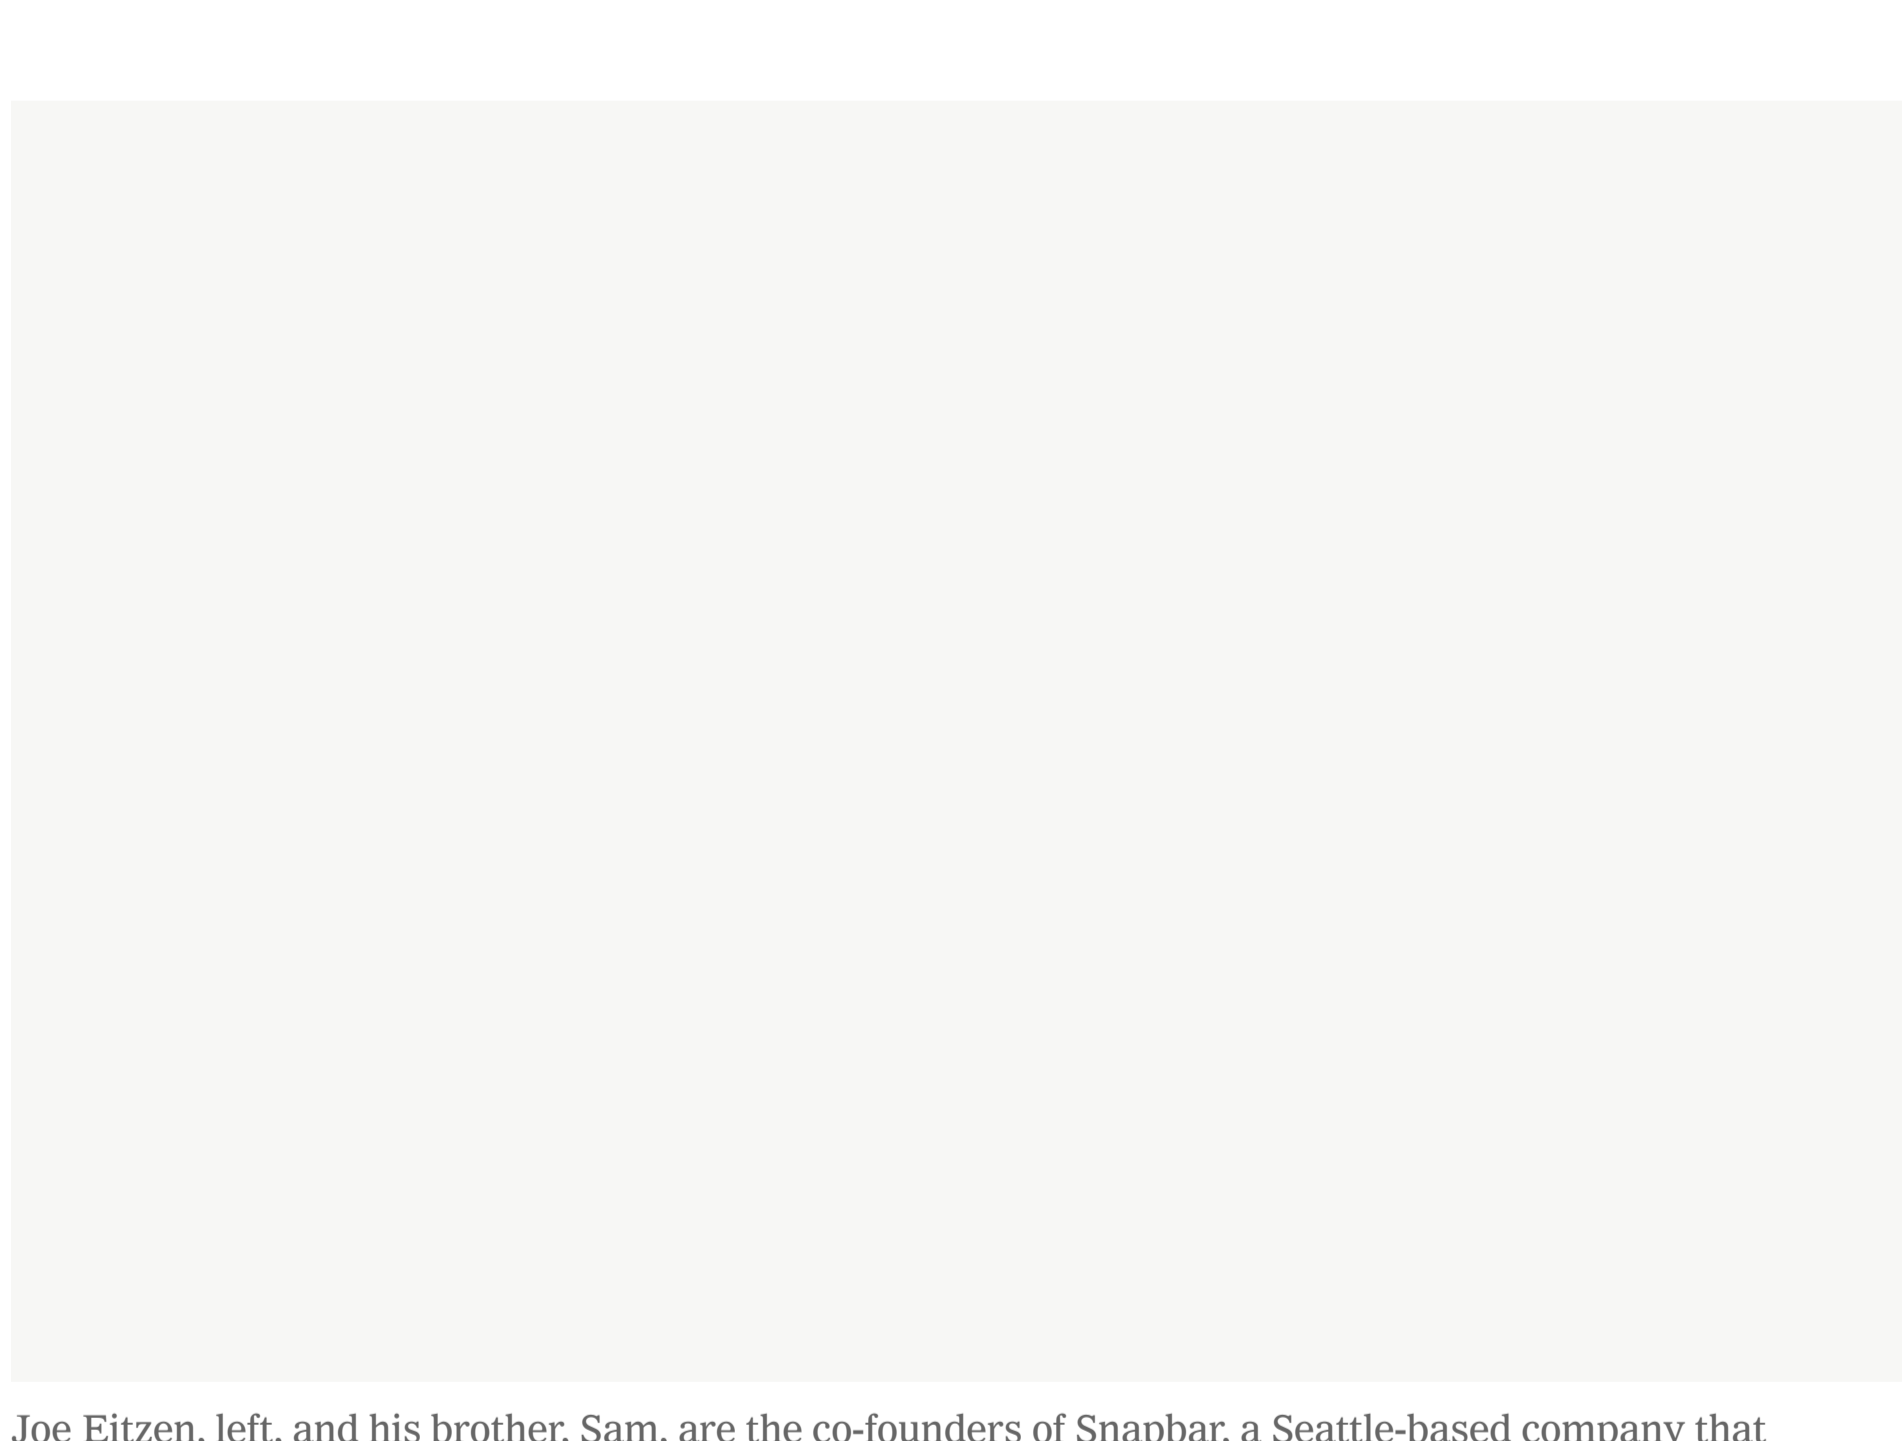 Joe Eitzen, left, and his brother, Sam, are the co-founders of Snapbar, a Seattle-based company that